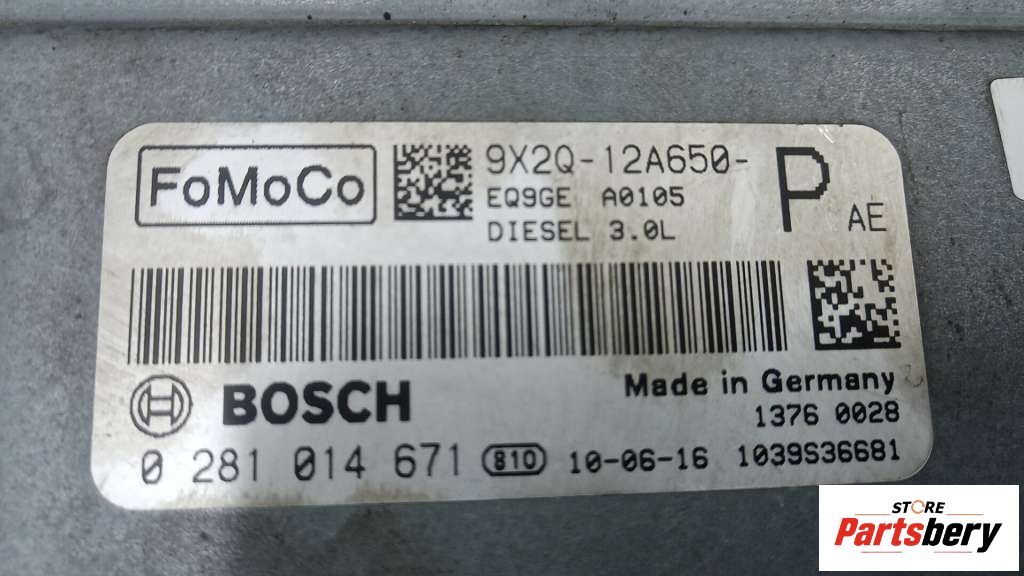 FoMoCo
9X2Q-12A650-
P
AE
EQ9GE A0105
DIESEL 3.0L
BOSCH
Made in Germany
1376 0028
0 281 014 671 810 10-06-16 1039S36681
STORE
Partsbery